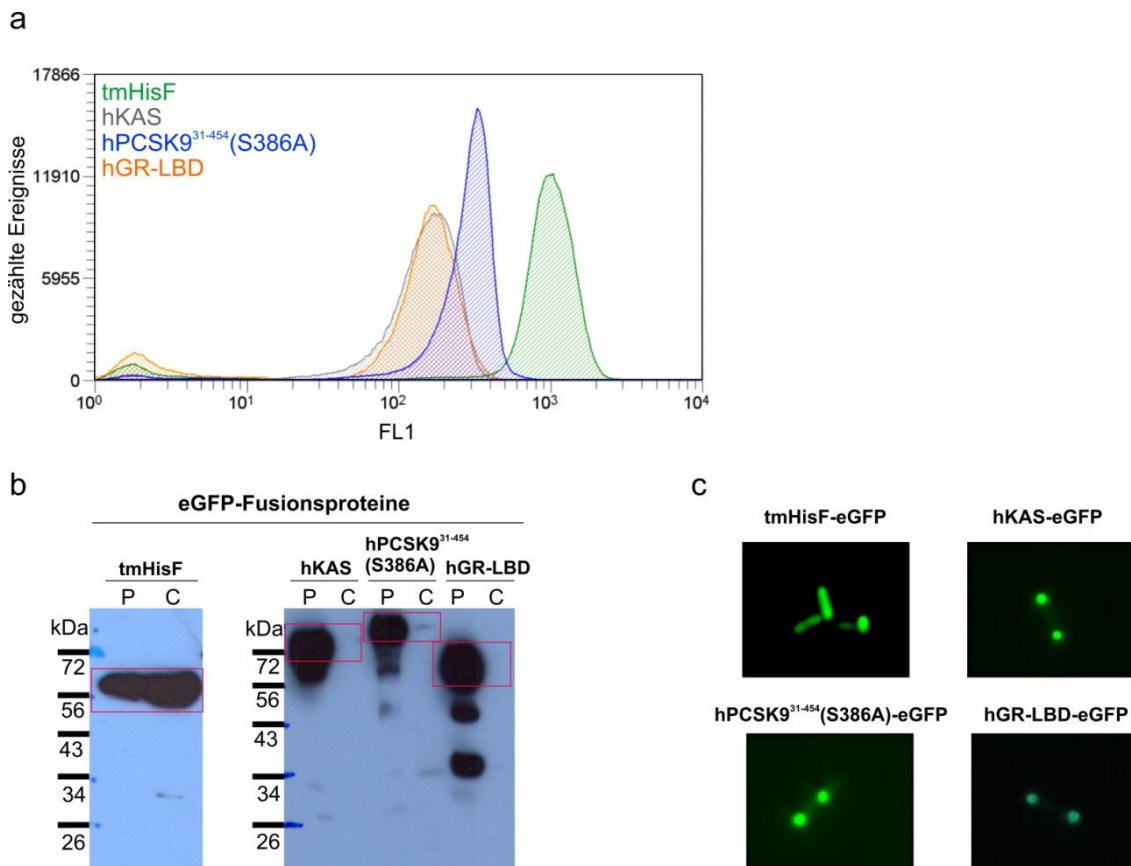 a
17866
11910
5955
0
gezählte Ereignisse
tmHisF
hKAS
hPCSK9³¹⁻⁴⁵⁴(S386A)
hGR-LBD
10⁰ 10¹ 10² 10³ 10⁴
FL1
b
eGFP-Fusionsproteine
tmHisF
P C
kDa
72
56
43
34
26
hKAS hPCSK9³¹⁻⁴⁵⁴ hGR-LBD
(S386A)
P C P C P C
kDa
72
56
43
34
26
c
tmHisF-eGFP
hKAS-eGFP
hPCSK9³¹⁻⁴⁵⁴(S386A)-eGFP
hGR-LBD-eGFP